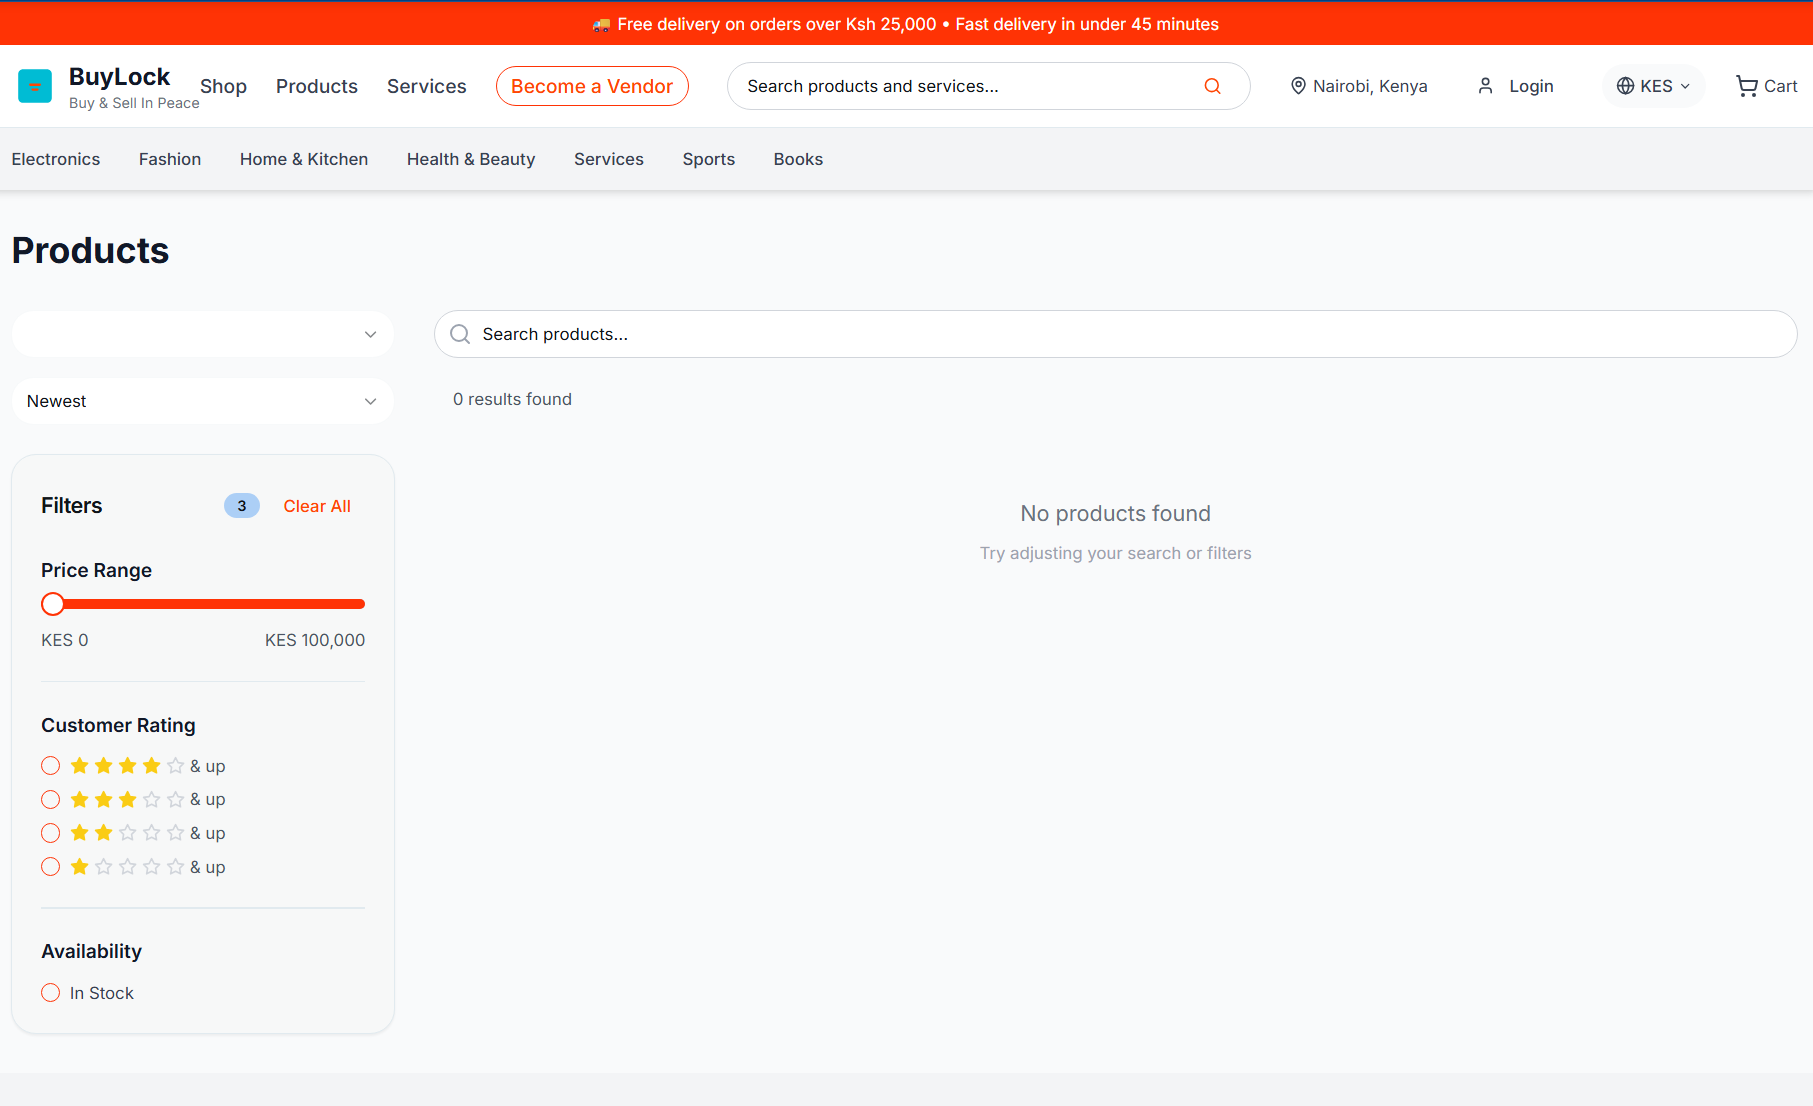 🚚 Free delivery on orders over Ksh 25,000 • Fast delivery in under 45 minutes
BuyLock
Buy & Sell In Peace
Shop
Products
Services
Become a Vendor
Search products and services...
Nairobi, Kenya
Login
KES
Cart
Electronics
Fashion
Home & Kitchen
Health & Beauty
Services
Sports
Books
Products
Search products...
Newest
0 results found
Filters
3
Clear All
No products found
Try adjusting your search or filters
Price Range
KES 0
KES 100,000
Customer Rating
& up
& up
& up
& up
Availability
In Stock